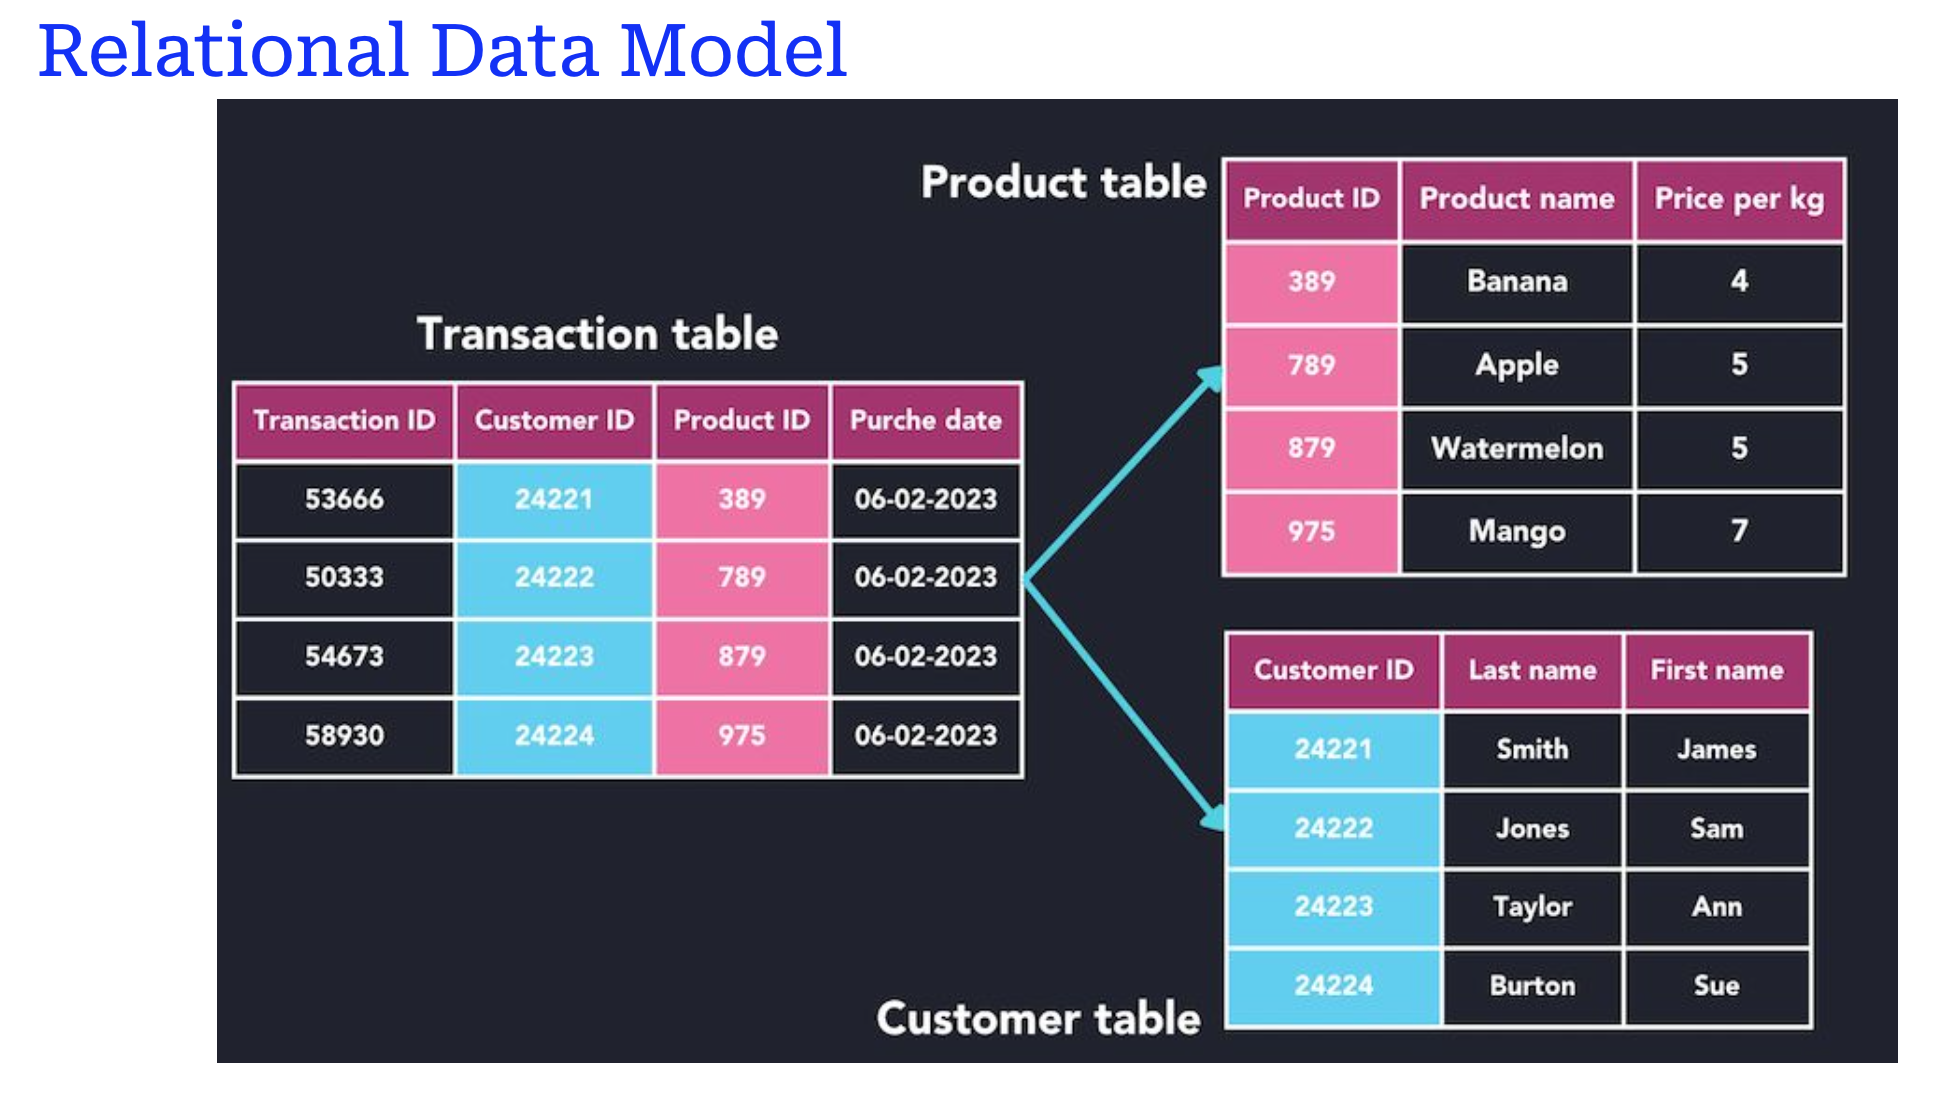 Relational Data Model
Product table
Product ID Product name Price per kg
389 Banana 4
789 Apple 5
879 Watermelon 5
975 Mango 7
Transaction table
Transaction ID Customer ID Product ID Purche date
53666 24221 389 06-02-2023
50333 24222 789 06-02-2023
54673 24223 879 06-02-2023
58930 24224 975 06-02-2023
Customer ID Last name First name
24221 Smith James
24222 Jones Sam
24223 Taylor Ann
24224 Burton Sue
Customer table